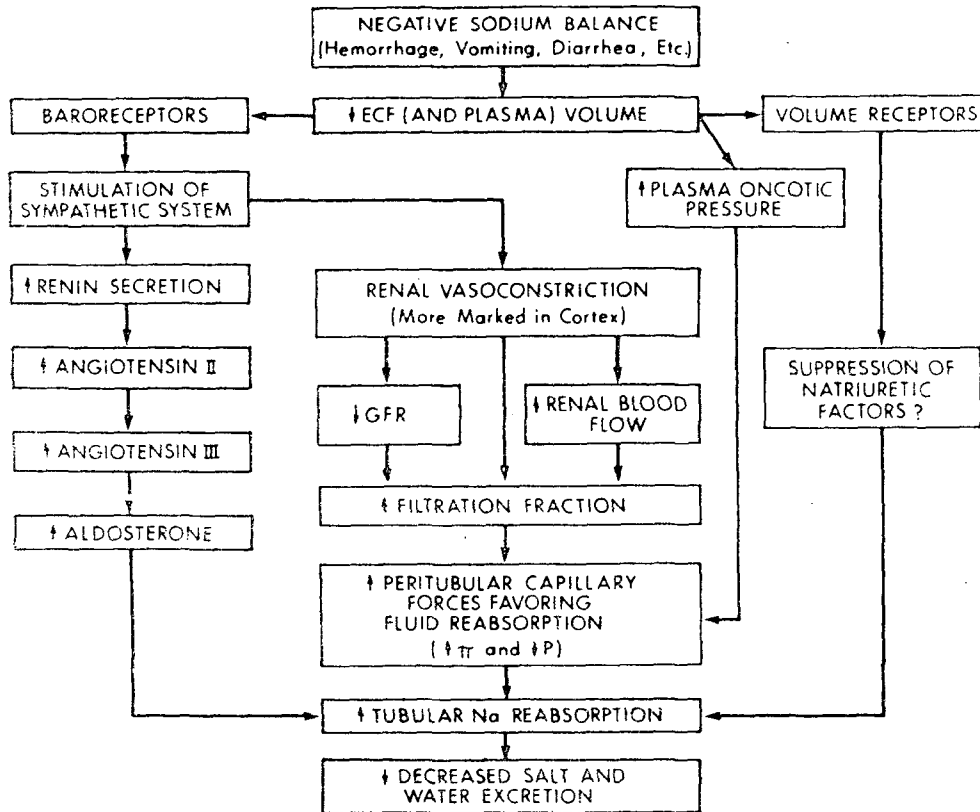 NEGATIVE SODIUM BALANCE
(Hemorrhage, Vomiting, Diarrhea, Etc.)
BARORECEPTORS
↓ECF (AND PLASMA) VOLUME
VOLUME RECEPTORS
STIMULATION OF
SYMPATHETIC SYSTEM
↑PLASMA ONCOTIC
PRESSURE
↑RENIN SECRETION
RENAL VASOCONSTRICTION
(More Marked in Cortex)
↑ANGIOTENSIN II
↓GFR
↓RENAL BLOOD
FLOW
SUPPRESSION OF
NATRIURETIC
FACTORS ?
↑ANGIOTENSIN III
↑FILTRATION FRACTION
↑ALDOSTERONE
↑PERITUBULAR CAPILLARY
FORCES FAVORING
FLUID REABSORPTION
(↑π and ↓P)
↑TUBULAR Na REABSORPTION
↓DECREASED SALT AND
WATER EXCRETION